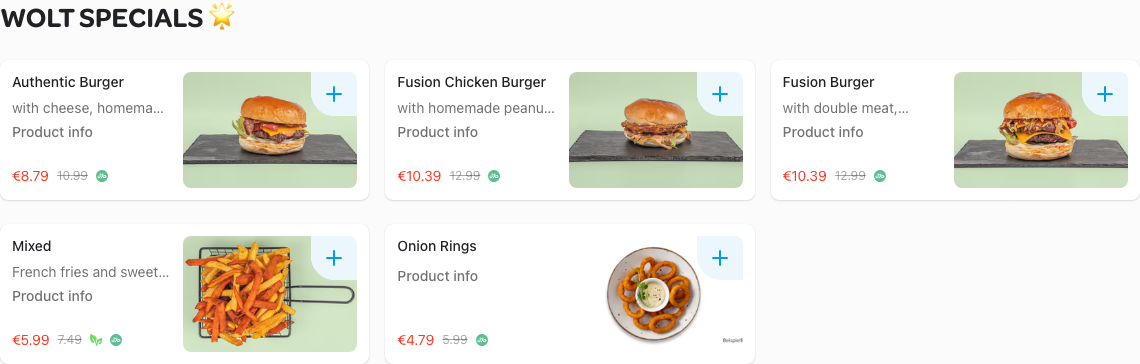 WOLT SPECIALS 🌟
Authentic Burger
with cheese, homema...
Product info
€8.79 10.99
Fusion Chicken Burger
with homemade peanu...
Product info
€10.39 12.99
Fusion Burger
with double meat,...
Product info
€10.39 12.99
Mixed
French fries and sweet...
Product info
€5.99 7.49
Onion Rings
Product info
€4.79 5.99